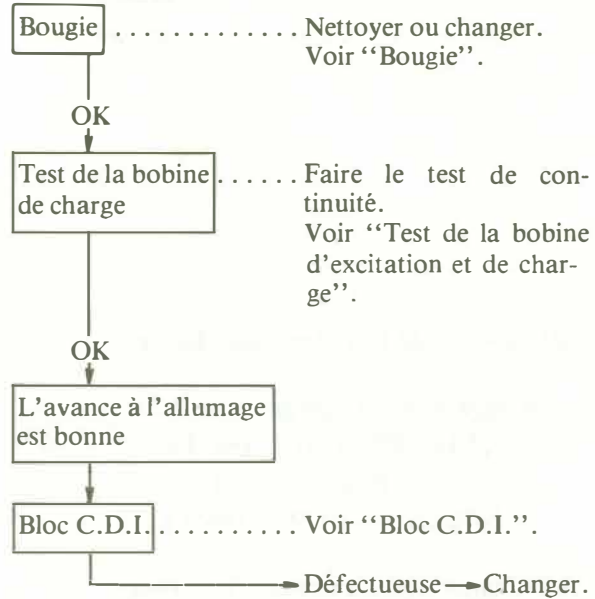 Bougie . . . . . . . . . . . . . Nettoyer ou changer.
Voir ‘‘Bougie’’.
OK
Test de la bobine . . . . . . Faire le test de con-
de charge tinuité.
Voir ‘‘Test de la bobine
d’excitation et de char-
ge’’.
OK
L’avance à l’allumage
est bonne
Bloc C.D.I. . . . . . . . . . . Voir ‘‘Bloc C.D.I.’’.
Défectueuse → Changer.